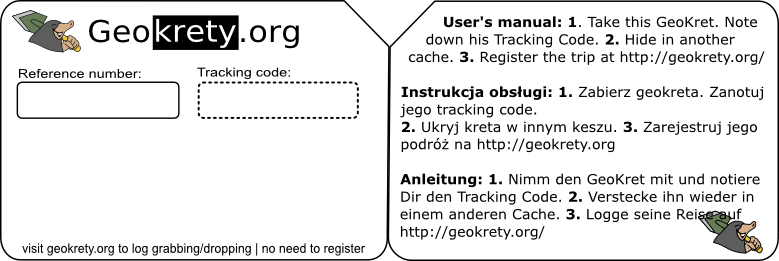 Geokrety.org
Reference number:
Tracking code:
visit geokrety.org to log grabbing/dropping | no need to register
User's manual: 1. Take this GeoKret. Note
down his Tracking Code. 2. Hide in another
cache. 3. Register the trip at http://geokrety.org/
Instrukcja obsługi: 1. Zabierz geokreta. Zanotuj
jego tracking code.
2. Ukryj kreta w innym keszu. 3. Zarejestruj jego
podróż na http://geokrety.org
Anleitung: 1. Nimm den GeoKret mit und notiere
Dir den Tracking Code. 2. Verstecke ihn wieder in
einem anderen Cache. 3. Logge seine Reise auf
http://geokrety.org/